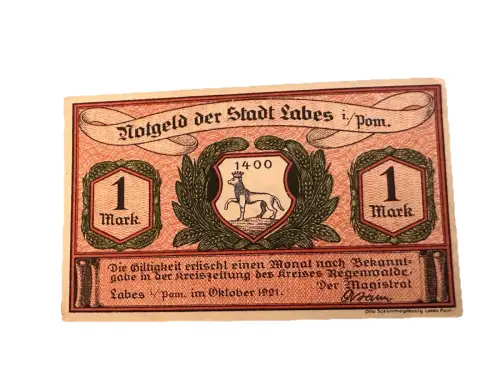 Notgeld der Stadt Labes i./Pom.
1400
1
Mark
1
Mark
Die Giltigkeit erlischt einen Monat nach Bekannt-
gabe in der Kreiszeitung des Kreises Regenwalde.
Labes i/ Pom. im Oktober 1921. Der Magistrat